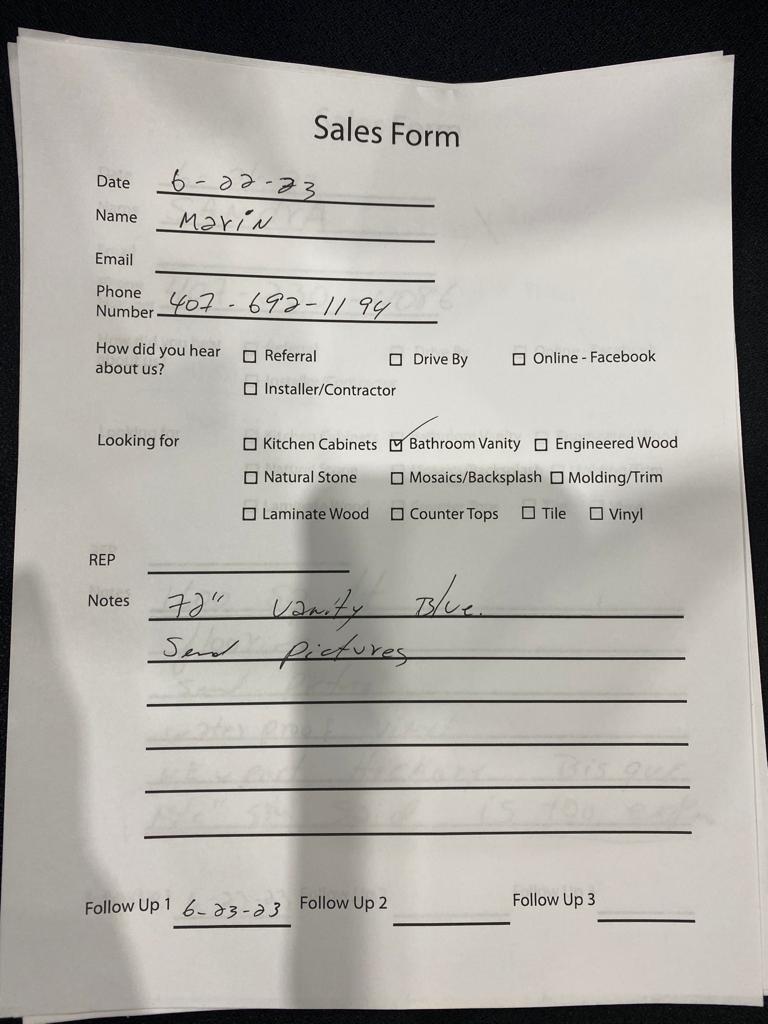 Sales Form
Date 6-22-23
Name Marin
Email
Phone
Number 407-692-1194
How did you hear about us? ☐ Referral ☐ Drive By ☐ Online - Facebook
☐ Installer/Contractor
Looking for ☐ Kitchen Cabinets ☑ Bathroom Vanity ☐ Engineered Wood
☐ Natural Stone ☐ Mosaics/Backsplash ☐ Molding/Trim
☐ Laminate Wood ☐ Counter Tops ☐ Tile ☐ Vinyl
REP
Notes 72" Vanity Blue.
Send pictures
Follow Up 1 6-23-23 Follow Up 2 Follow Up 3